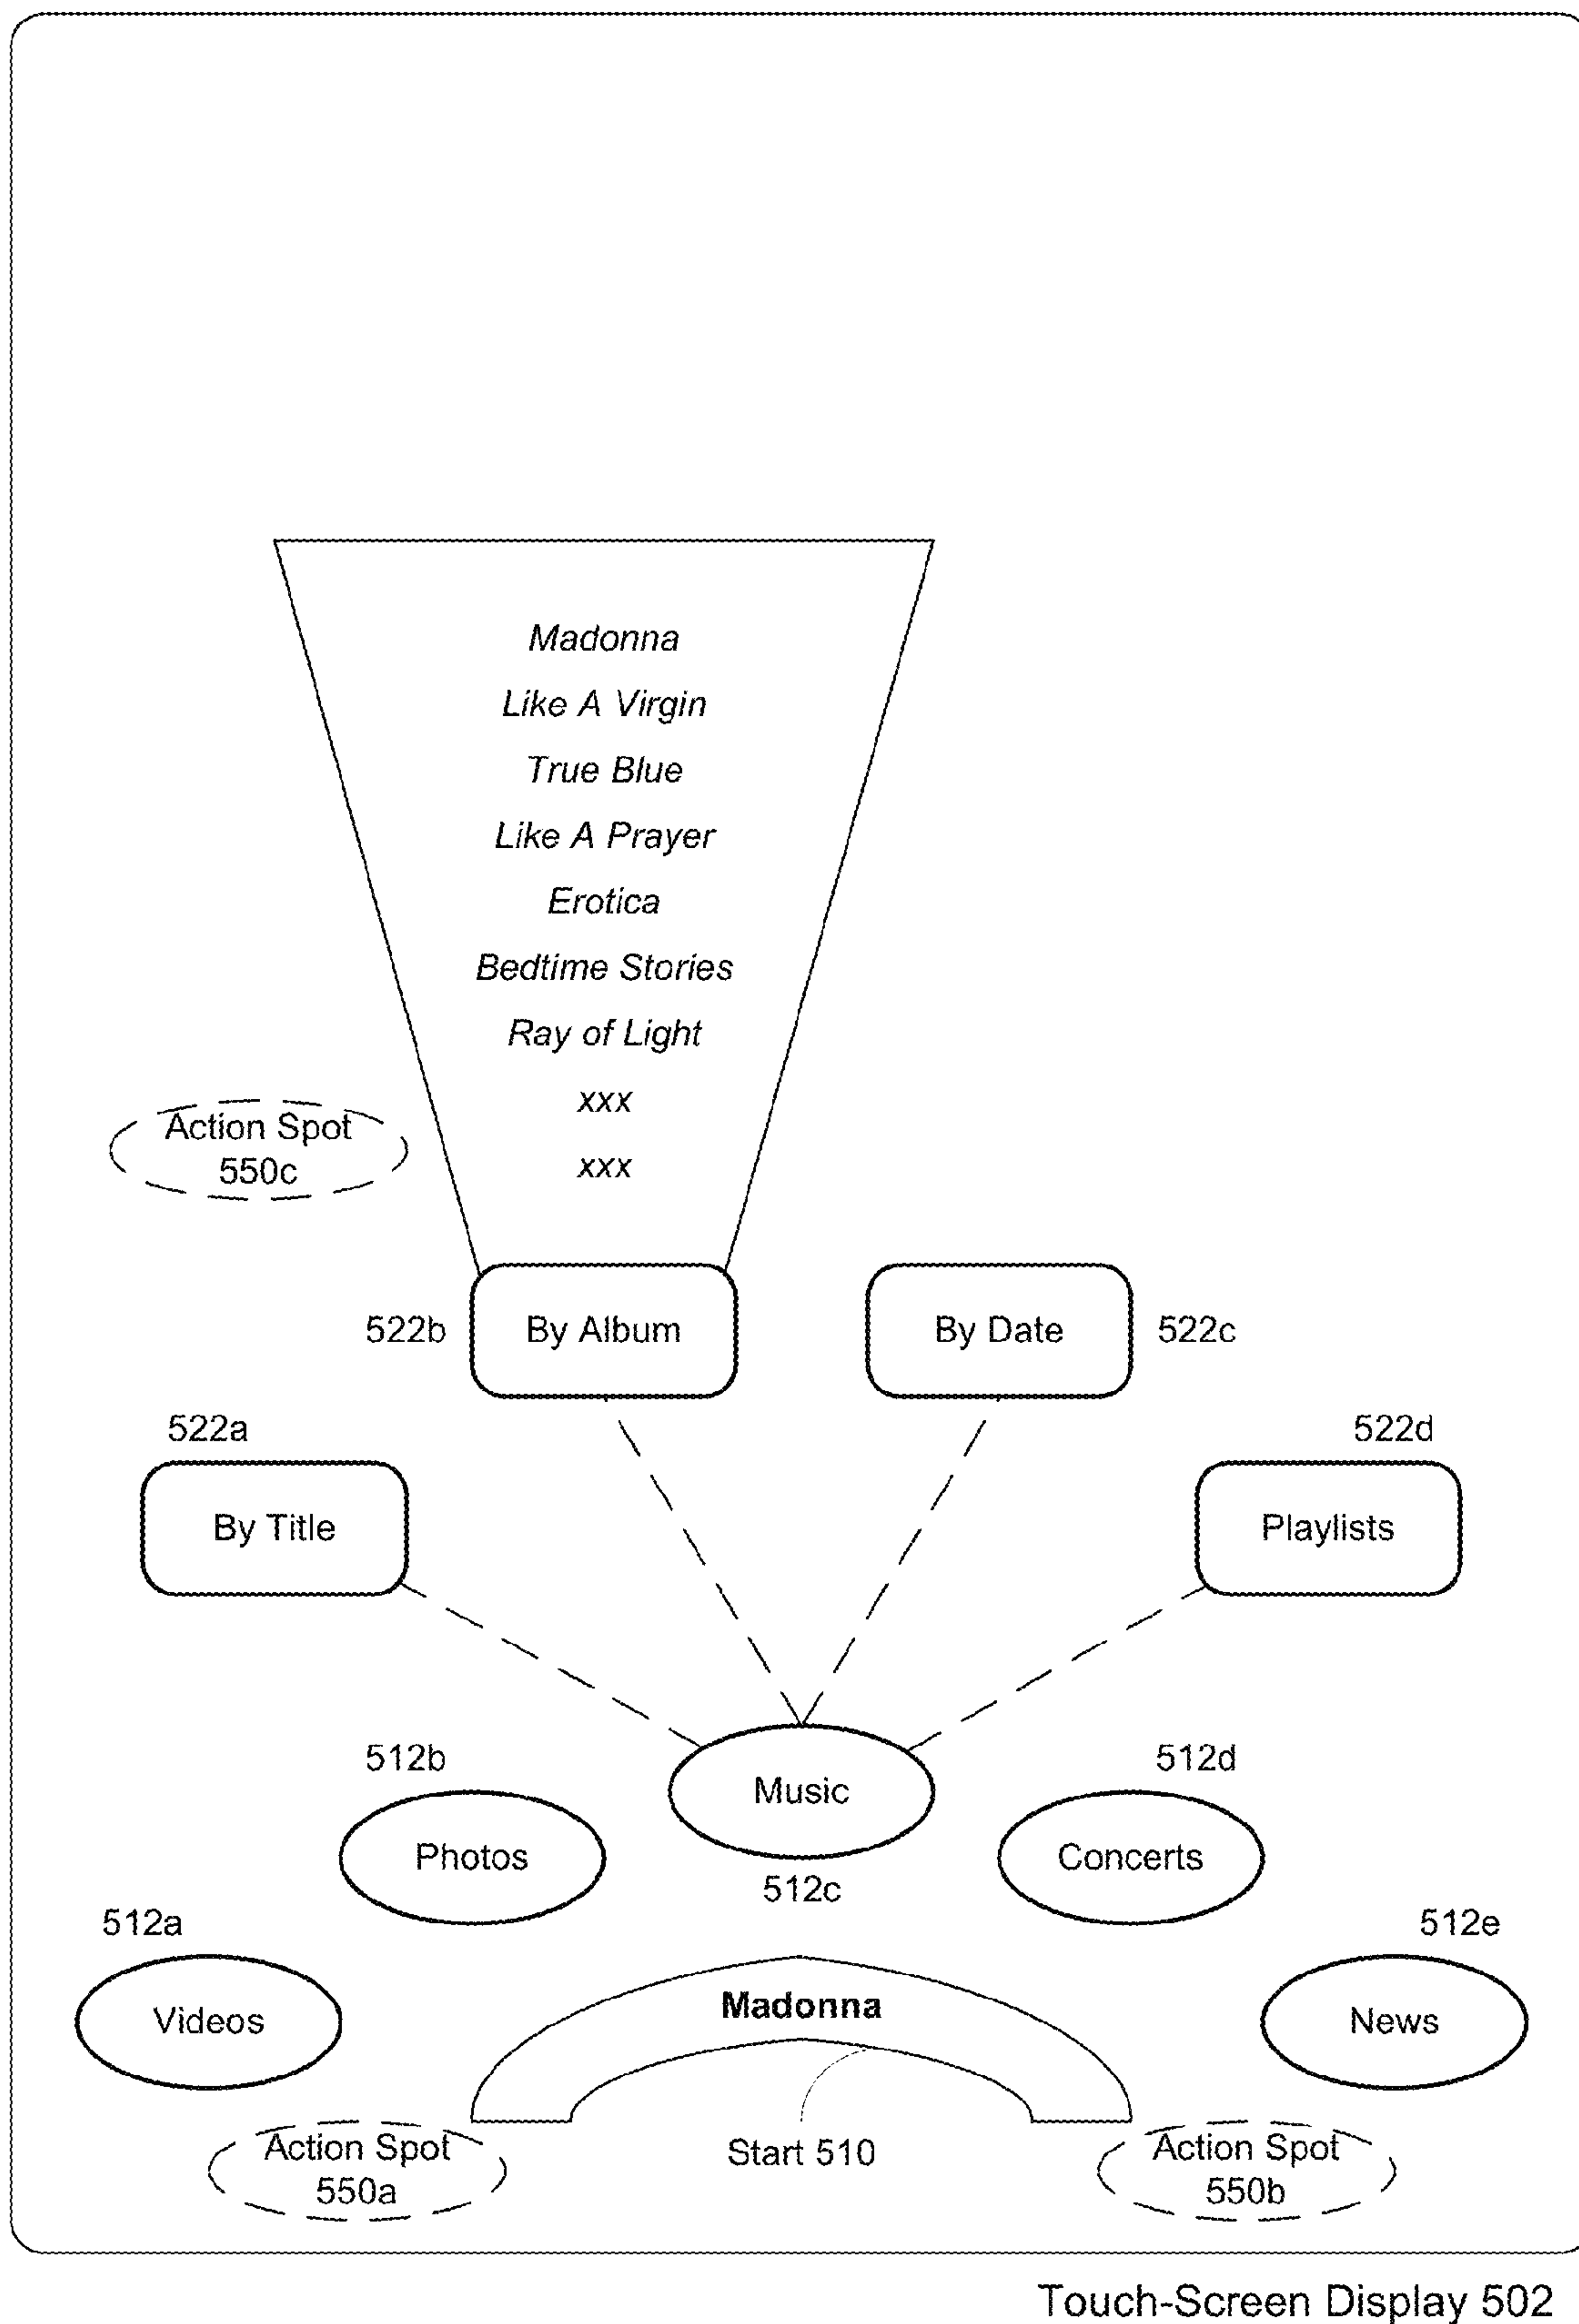 Madonna
Like A Virgin
True Blue
Like A Prayer
Erotica
Bedtime Stories
Ray of Light
xxx
xxx
Action Spot
550c
522b
By Album
By Date
522c
522a
522d
By Title
Playlists
512b
Music
512d
Photos
Concerts
512c
512a
512e
Videos
Madonna
News
Action Spot
550a
Start 510
Action Spot
550b
Touch-Screen Display 502